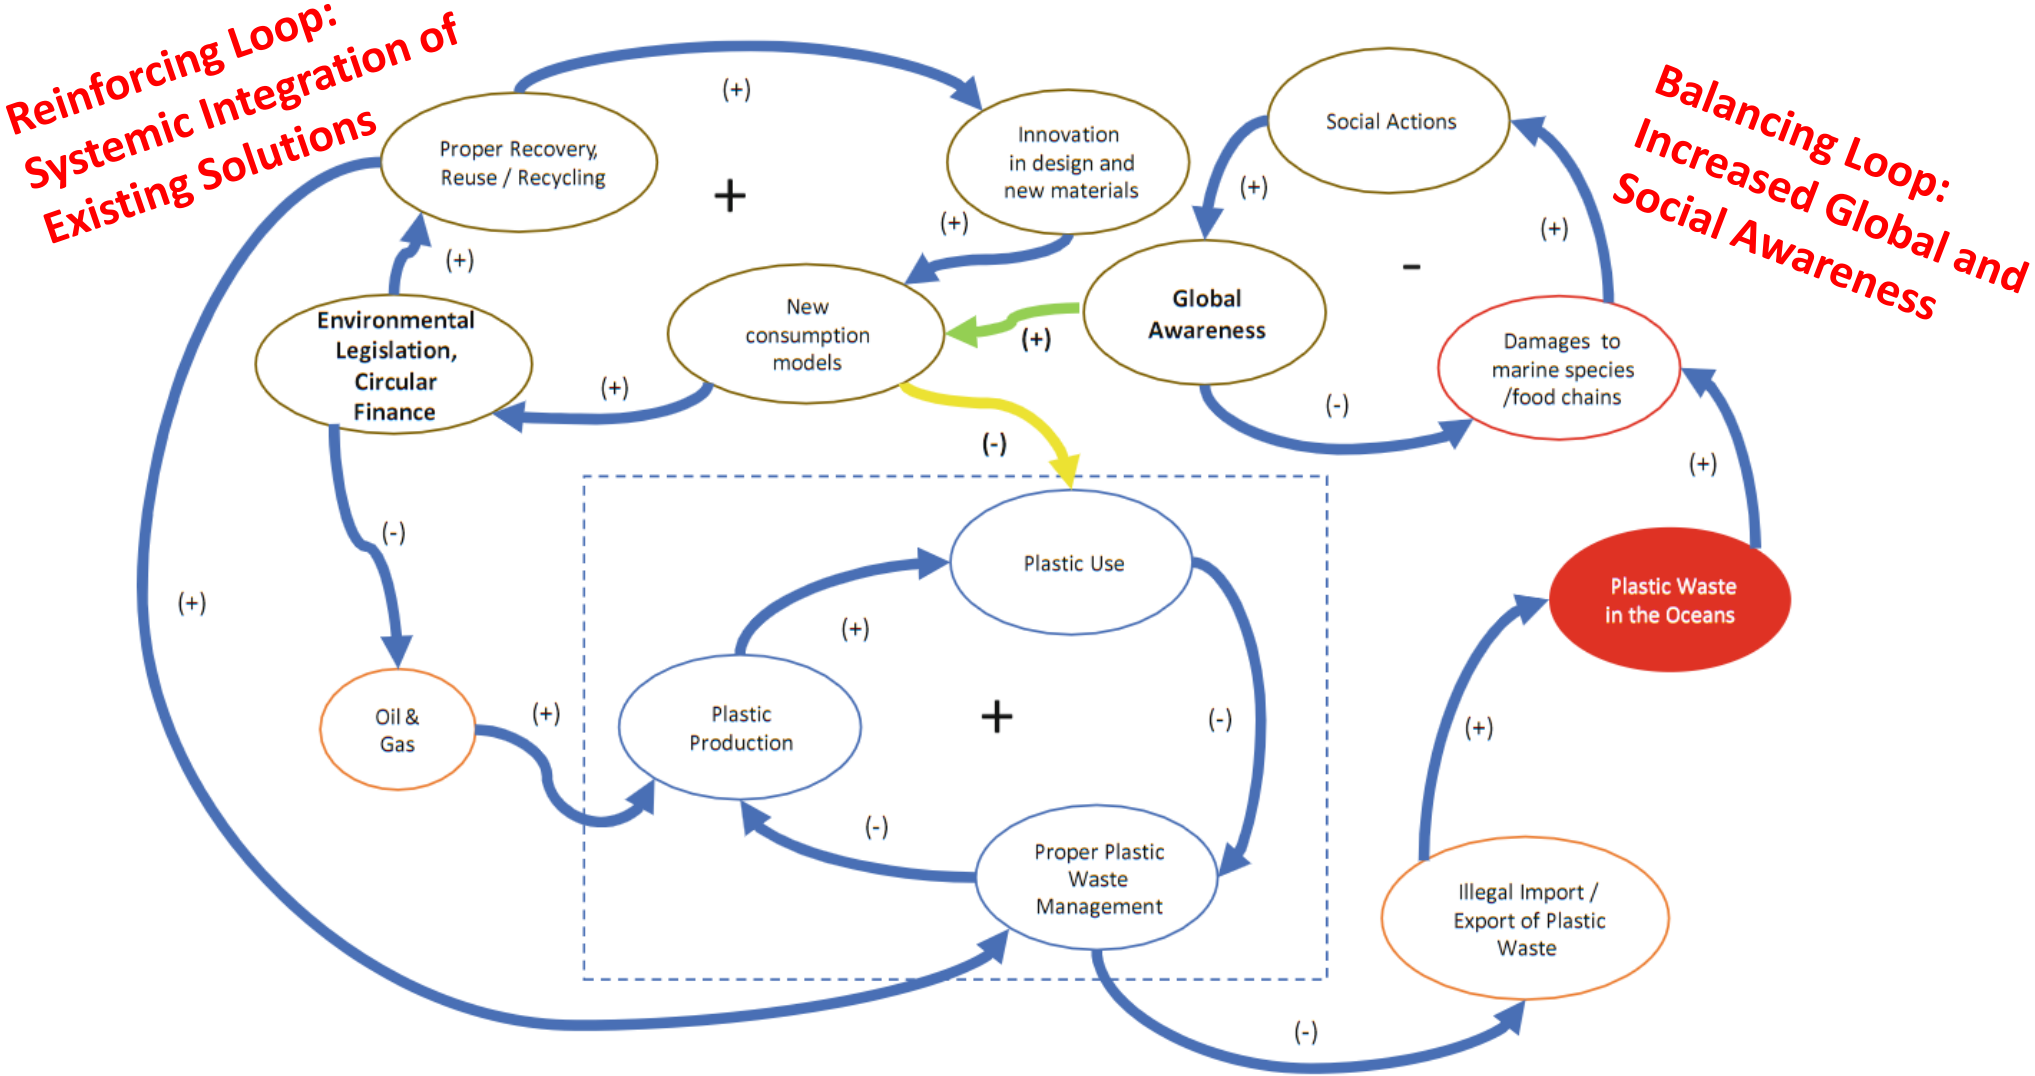 Reinforcing Loop:
Systemic Integration of
Existing Solutions
Balancing Loop:
Increased Global and
Social Awareness
(+)
Proper Recovery,
Reuse / Recycling
+
Innovation
in design and
new materials
(+)
Social Actions
(+)
(+)
-
(+)
Environmental
Legislation,
Circular
Finance
New
consumption
models
(+)
Global
Awareness
Damages to
marine species
/food chains
(+)
(-)
(-)
(+)
(-)
Plastic Use
Plastic Waste
in the Oceans
(+)
(+)
Oil &
Gas
(+)
Plastic
Production
+
(-)
(+)
(-)
Proper Plastic
Waste
Management
Illegal Import /
Export of Plastic
Waste
(-)